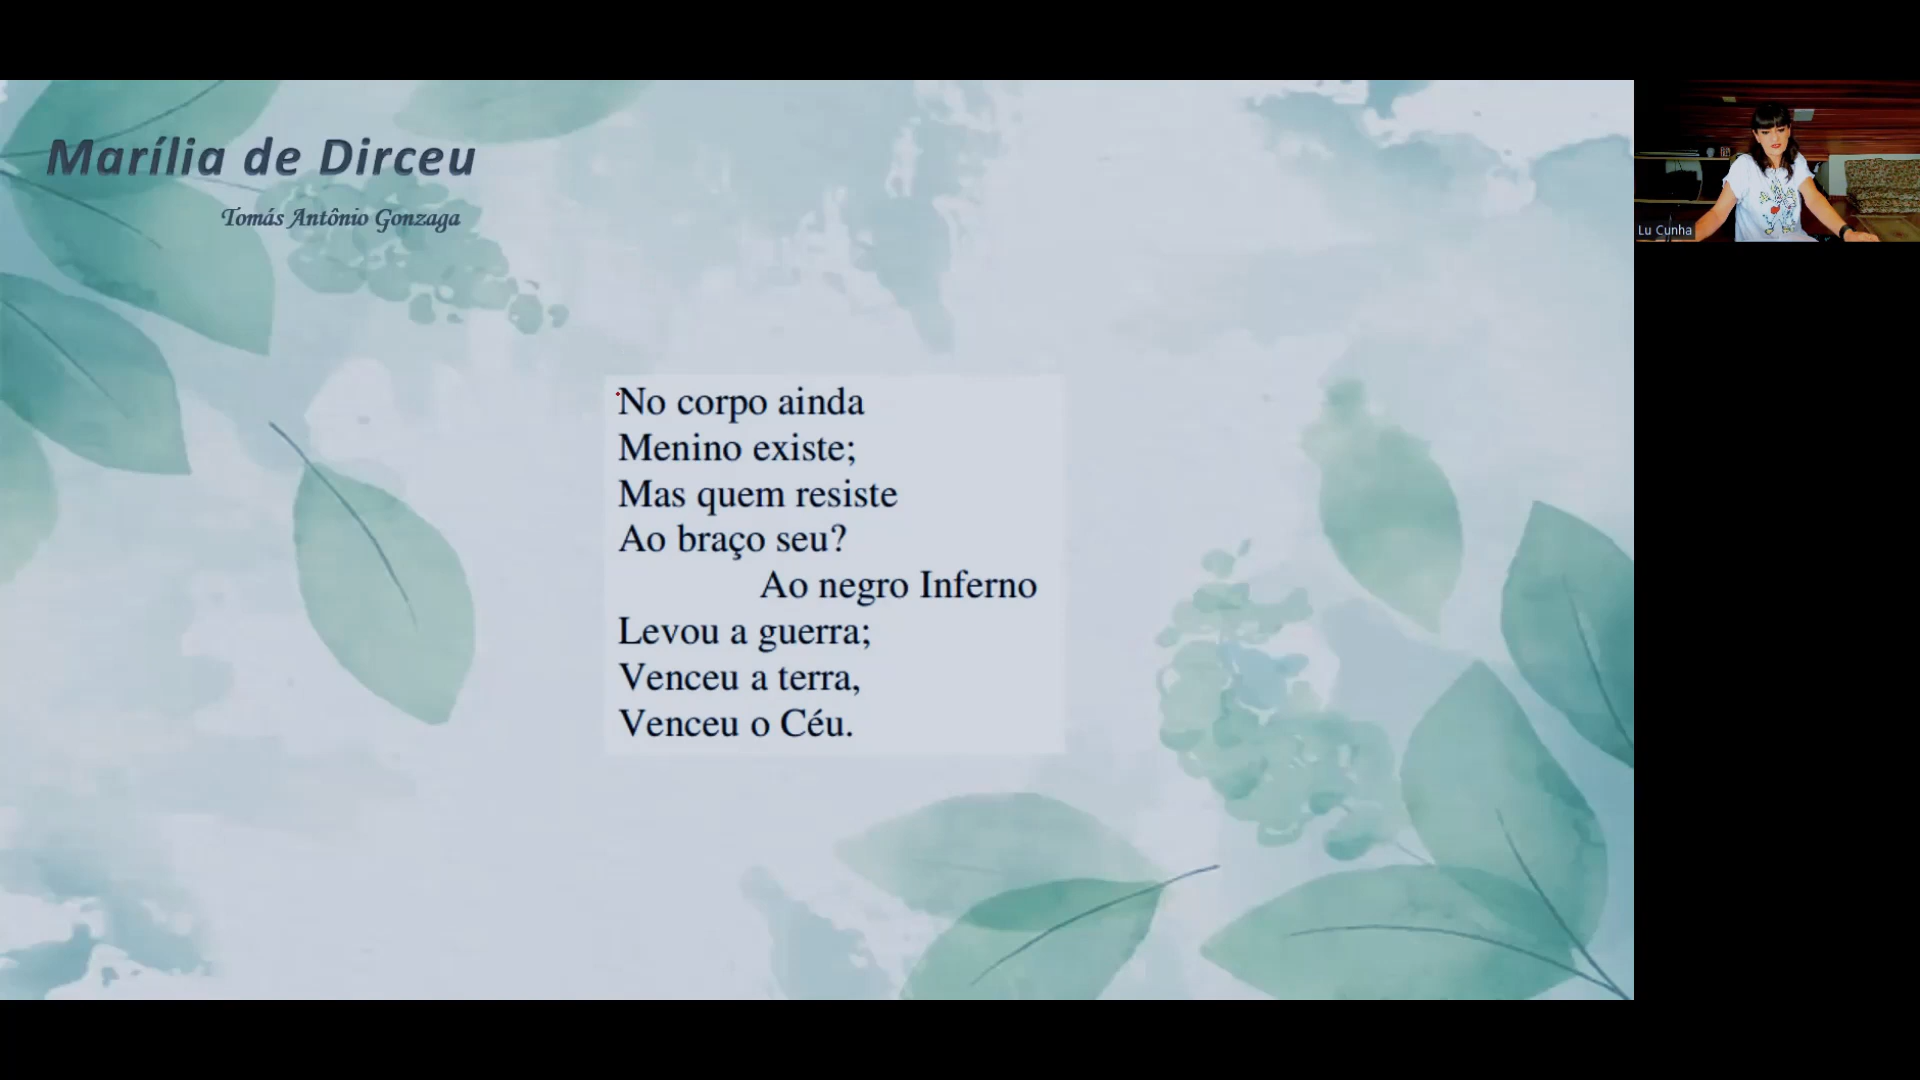 Marília de Dirceu
Tomás Antônio Gonzaga
No corpo ainda
Menino existe;
Mas quem resiste
Ao braço seu?
Ao negro Inferno
Levou a guerra;
Venceu a terra,
Venceu o Céu.
Lu Cunha